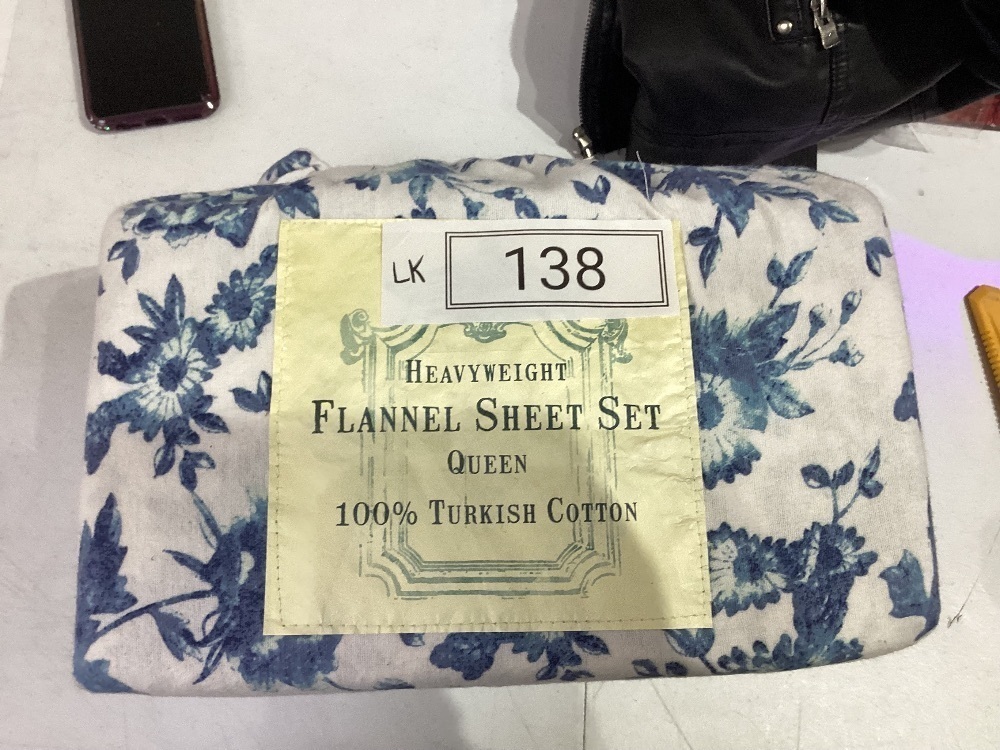 LK 138
HEAVYWEIGHT
FLANNEL SHEET SET
QUEEN
100% TURKISH COTTON